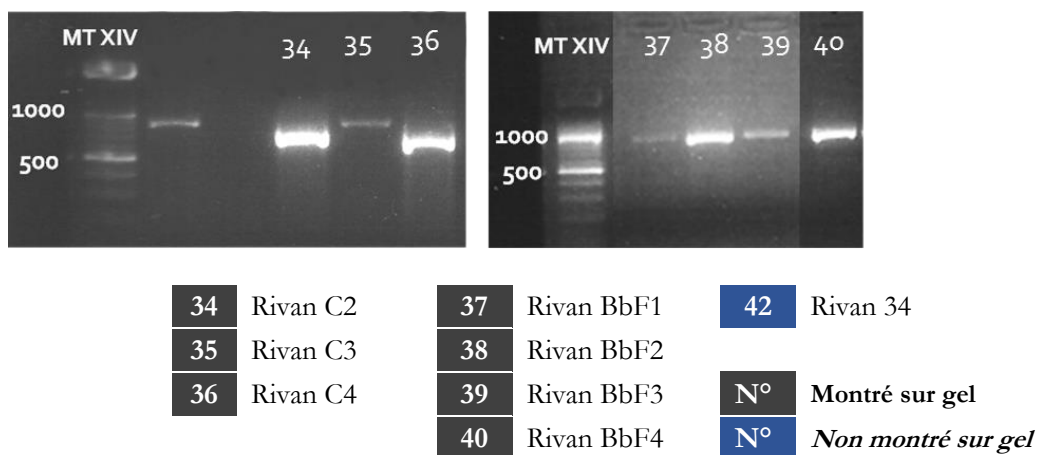 MT XIV 34 35 36
1000
500
MT XIV 37 38 39 40
1000
500
34 Rivan C2 37 Rivan BbF1 42 Rivan 34
35 Rivan C3 38 Rivan BbF2
36 Rivan C4 39 Rivan BbF3 N° Montré sur gel
40 Rivan BbF4 N° Non montré sur gel